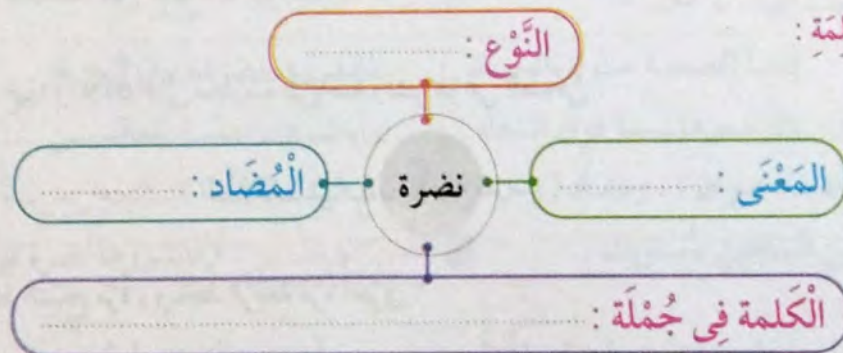 لِمَةِ :
النَّوْع : ....................
المَعْنَى : ....................
نضرة
الْمُضَاد : ....................
الْكَلمة فِى جُمْلَة : ........................................